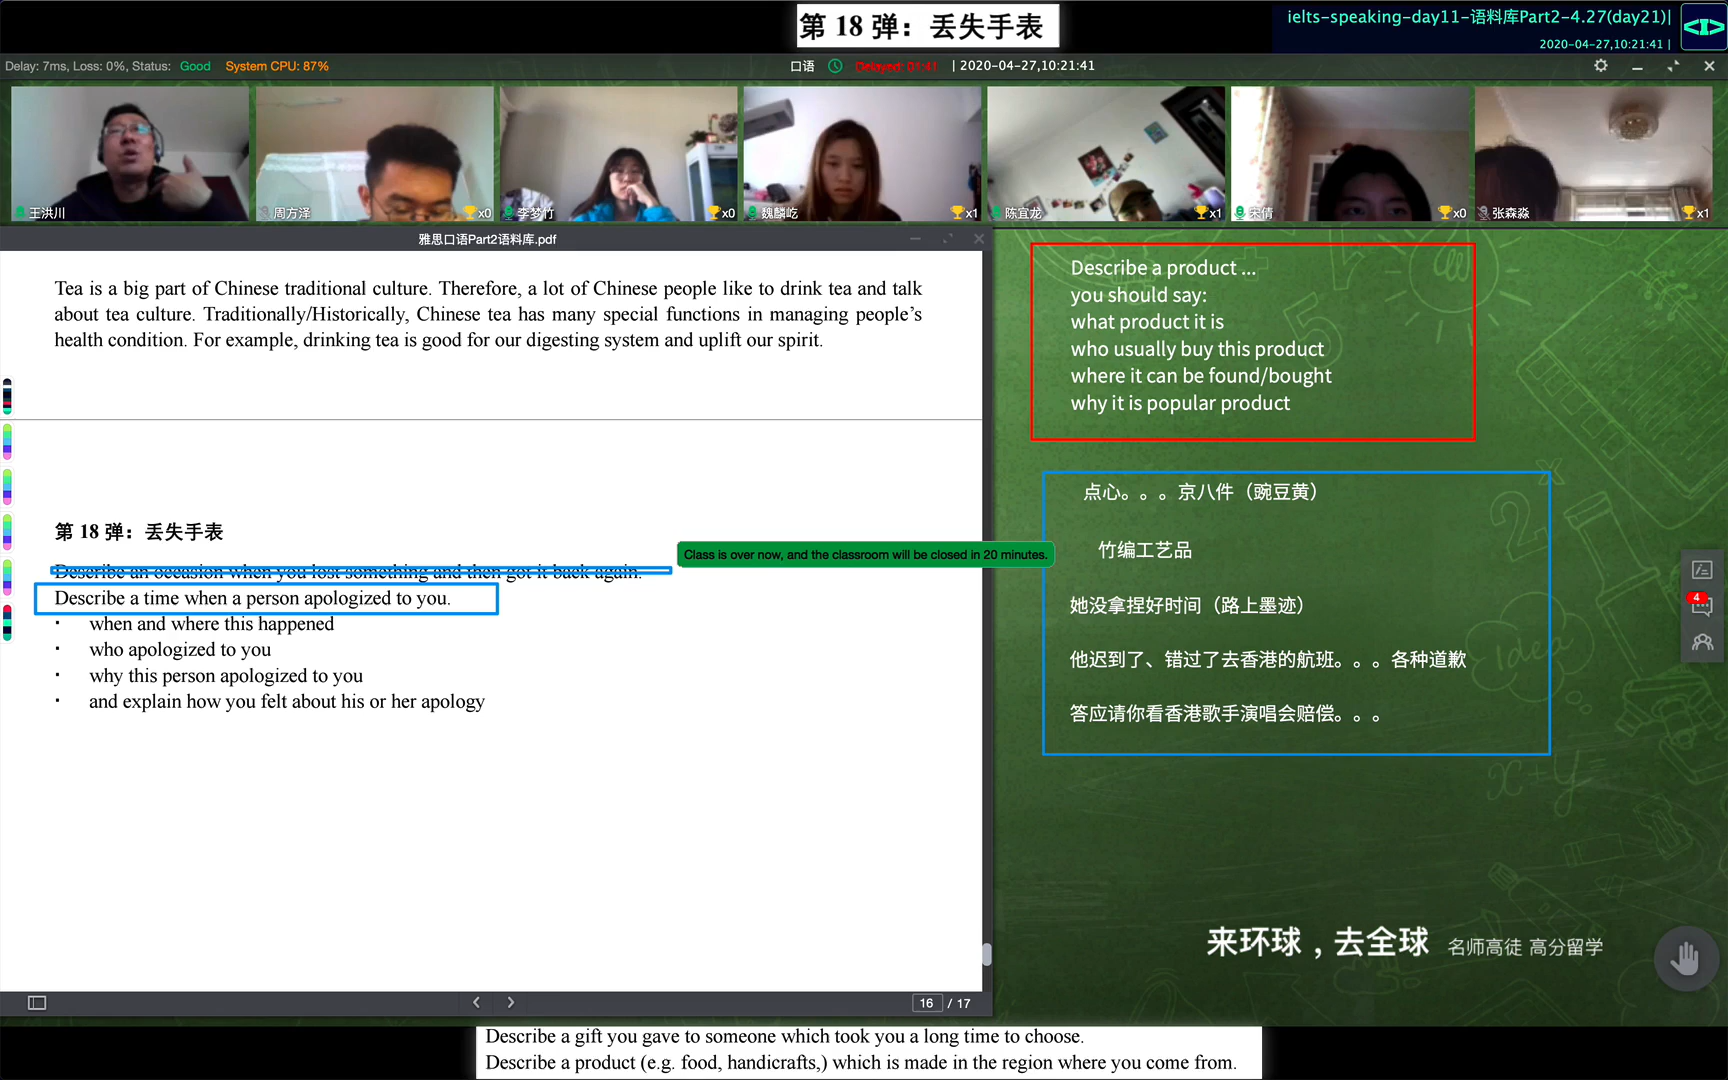 第 18 弹：丢失手表
ielts-speaking-day11-语料库Part2-4.27(day21)|
2020-04-27,10:21:41 |
Delay: 7ms, Loss: 0%, Status: Good System CPU: 87%
口语 Delayed: 01:41 | 2020-04-27,10:21:41
王洪川
周方泽 x0
李梦竹 x0
魏麟屹 x1
陈宜龙 x1
宋倩 x0
张森淼 x1
雅思口语Part2语料库.pdf
Tea is a big part of Chinese traditional culture. Therefore, a lot of Chinese people like to drink tea and talk
about tea culture. Traditionally/Historically, Chinese tea has many special functions in managing people's
health condition. For example, drinking tea is good for our digesting system and uplift our spirit.
第 18 弹：丢失手表
Describe an occasion when you lost something and then got it back again.
Describe a time when a person apologized to you.
· when and where this happened
· who apologized to you
· why this person apologized to you
· and explain how you felt about his or her apology
Class is over now, and the classroom will be closed in 20 minutes.
16 / 17
Describe a product ...
you should say:
what product it is
who usually buy this product
where it can be found/bought
why it is popular product
点心。。。京八件（豌豆黄）
竹编工艺品
她没拿捏好时间（路上墨迹）
他迟到了、错过了去香港的航班。。。各种道歉
答应请你看香港歌手演唱会赔偿。。。
4
来环球，去全球 名师高徒 高分留学
Describe a gift you gave to someone which took you a long time to choose.
Describe a product (e.g. food, handicrafts,) which is made in the region where you come from.